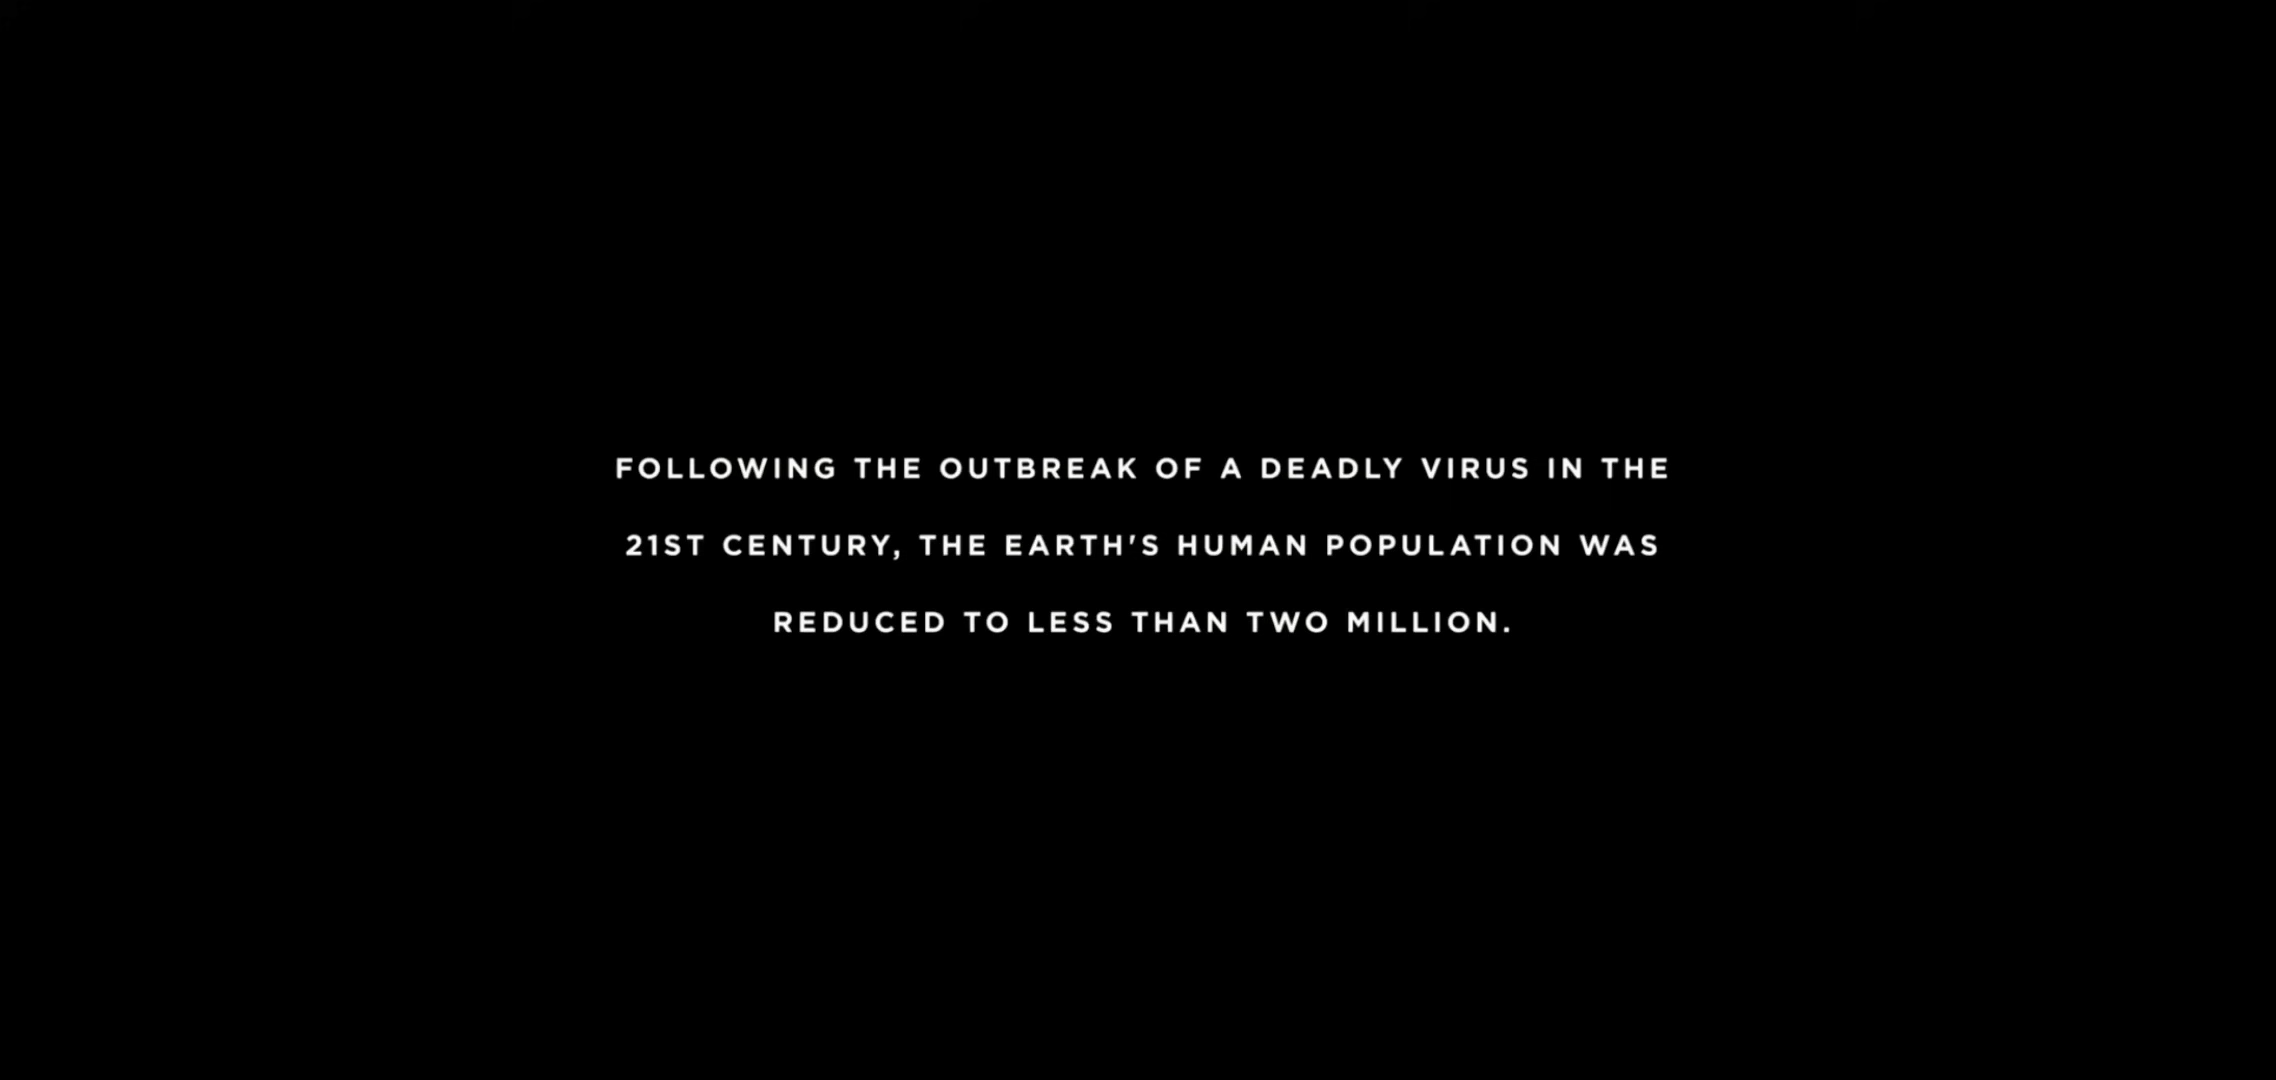 FOLLOWING THE OUTBREAK OF A DEADLY VIRUS IN THE
21ST CENTURY, THE EARTH'S HUMAN POPULATION WAS
REDUCED TO LESS THAN TWO MILLION.